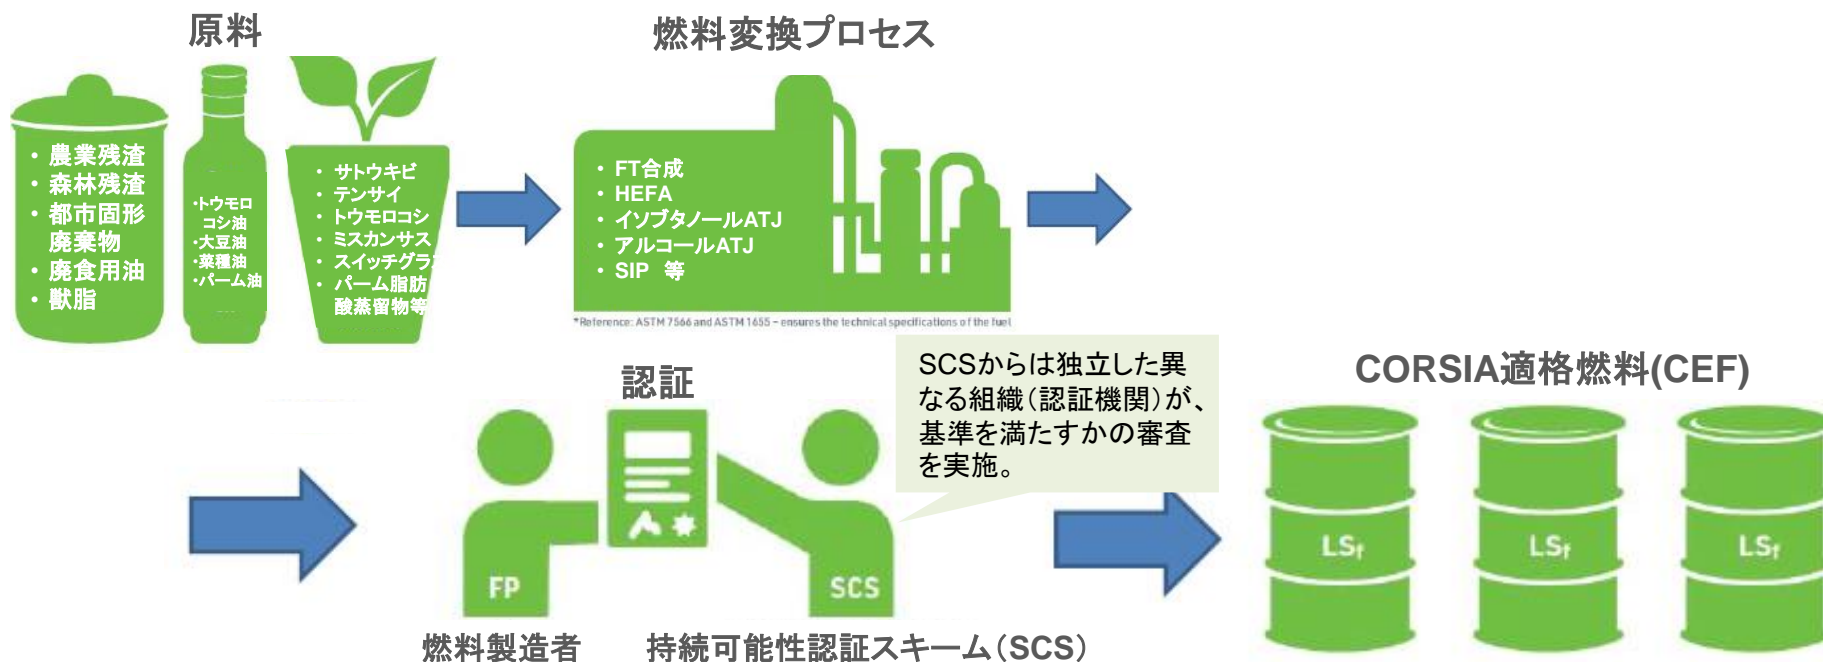 原料
・ 農業残渣
・ 森林残渣
・ 都市固形
廃棄物
・ 廃食用油
・ 獣脂
・トウモロ
コシ油
・大豆油
・菜種油
・パーム油
・ サトウキビ
・ テンサイ
・ トウモロコシ
・ ミスカンサス
・ スイッチグラ
・ パーム脂肪
酸蒸留物等
燃料変換プロセス
・ FT合成
・ HEFA
・ イソブタノールATJ
・ アルコールATJ
・ SIP 等
*Reference: ASTM 7566 and ASTM 1655 – ensures the technical specifications of the fuel
認証
FP
SCS
燃料製造者
持続可能性認証スキーム(SCS)
SCSからは独立した異
なる組織(認証機関)が、
基準を満たすかの審査
を実施。
CORSIA適格燃料(CEF)
LSf
LSf
LSf